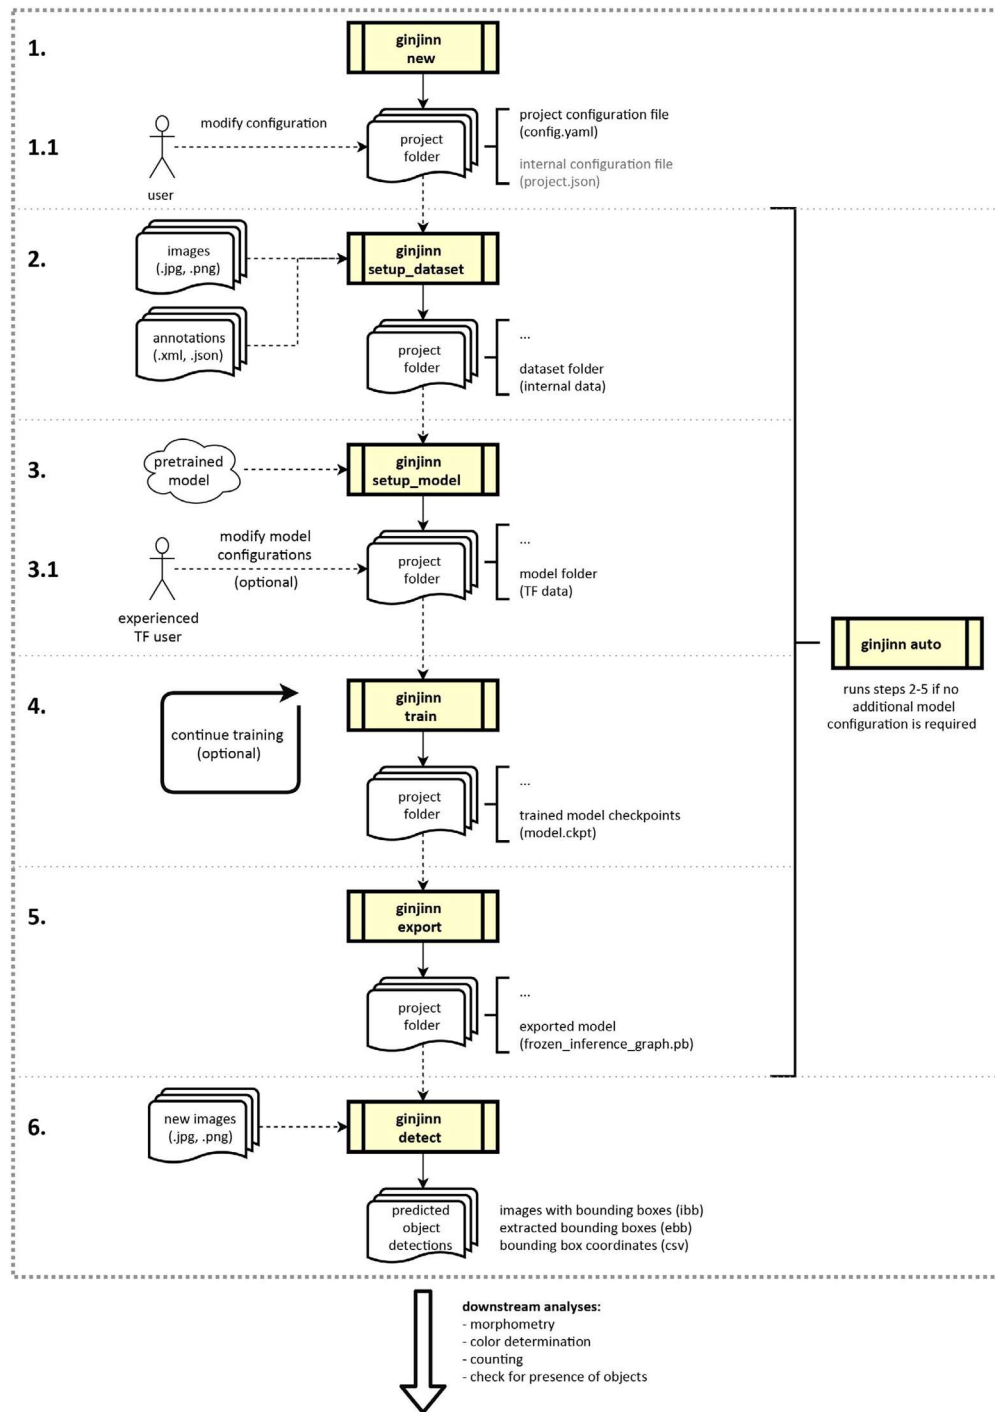 1.
ginjinn
new
1.1
user
modify configuration
project
folder
project configuration file
(config.yaml)
internal configuration file
(project.json)
2.
images
(.jpg, .png)
annotations
(.xml, .json)
ginjinn
setup_dataset
project
folder
...
dataset folder
(internal data)
3.
pretrained
model
ginjinn
setup_model
3.1
experienced
TF user
modify model
configurations
(optional)
project
folder
...
model folder
(TF data)
ginjinn auto
runs steps 2-5 if no
additional model
configuration is required
4.
continue training
(optional)
ginjinn
train
project
folder
...
trained model checkpoints
(model.ckpt)
5.
ginjinn
export
project
folder
...
exported model
(frozen_inference_graph.pb)
6.
new images
(.jpg, .png)
ginjinn
detect
predicted
object
detections
images with bounding boxes (ibb)
extracted bounding boxes (ebb)
bounding box coordinates (csv)
downstream analyses:
- morphometry
- color determination
- counting
- check for presence of objects